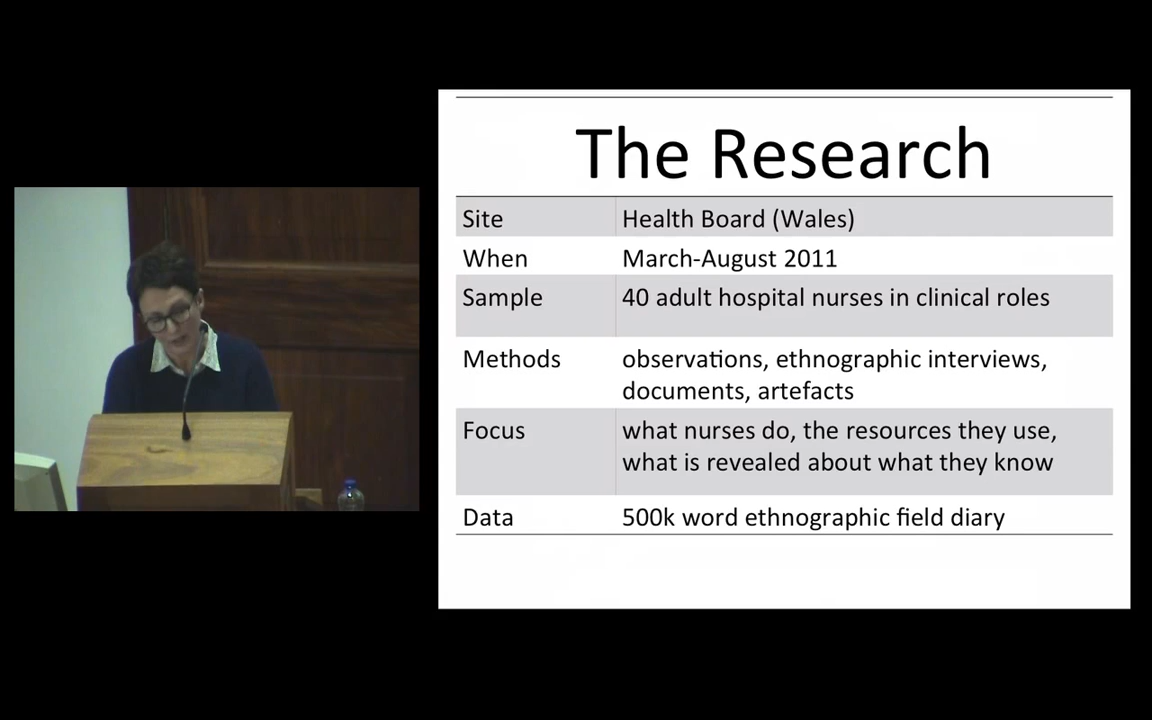 The Research
Site Health Board (Wales)
When March-August 2011
Sample 40 adult hospital nurses in clinical roles
Methods observations, ethnographic interviews,
documents, artefacts
Focus what nurses do, the resources they use,
what is revealed about what they know
Data 500k word ethnographic field diary